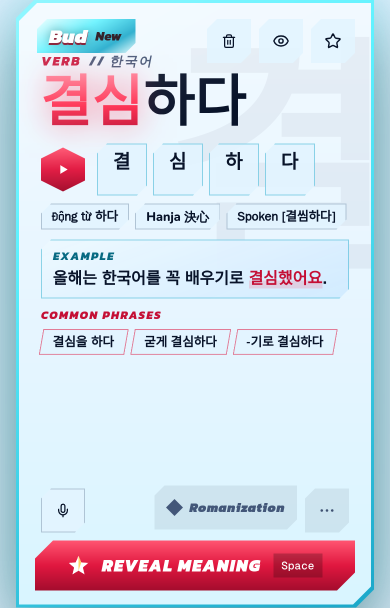 Bud New
VERB // 한국어
결심하다
결 심 하 다
Động từ 하다 Hanja 決心 Spoken [결씸하다]
EXAMPLE
올해는 한국어를 꼭 배우기로 결심했어요.
COMMON PHRASES
결심을 하다 굳게 결심하다 -기로 결심하다
Romanization ...
REVEAL MEANING Space